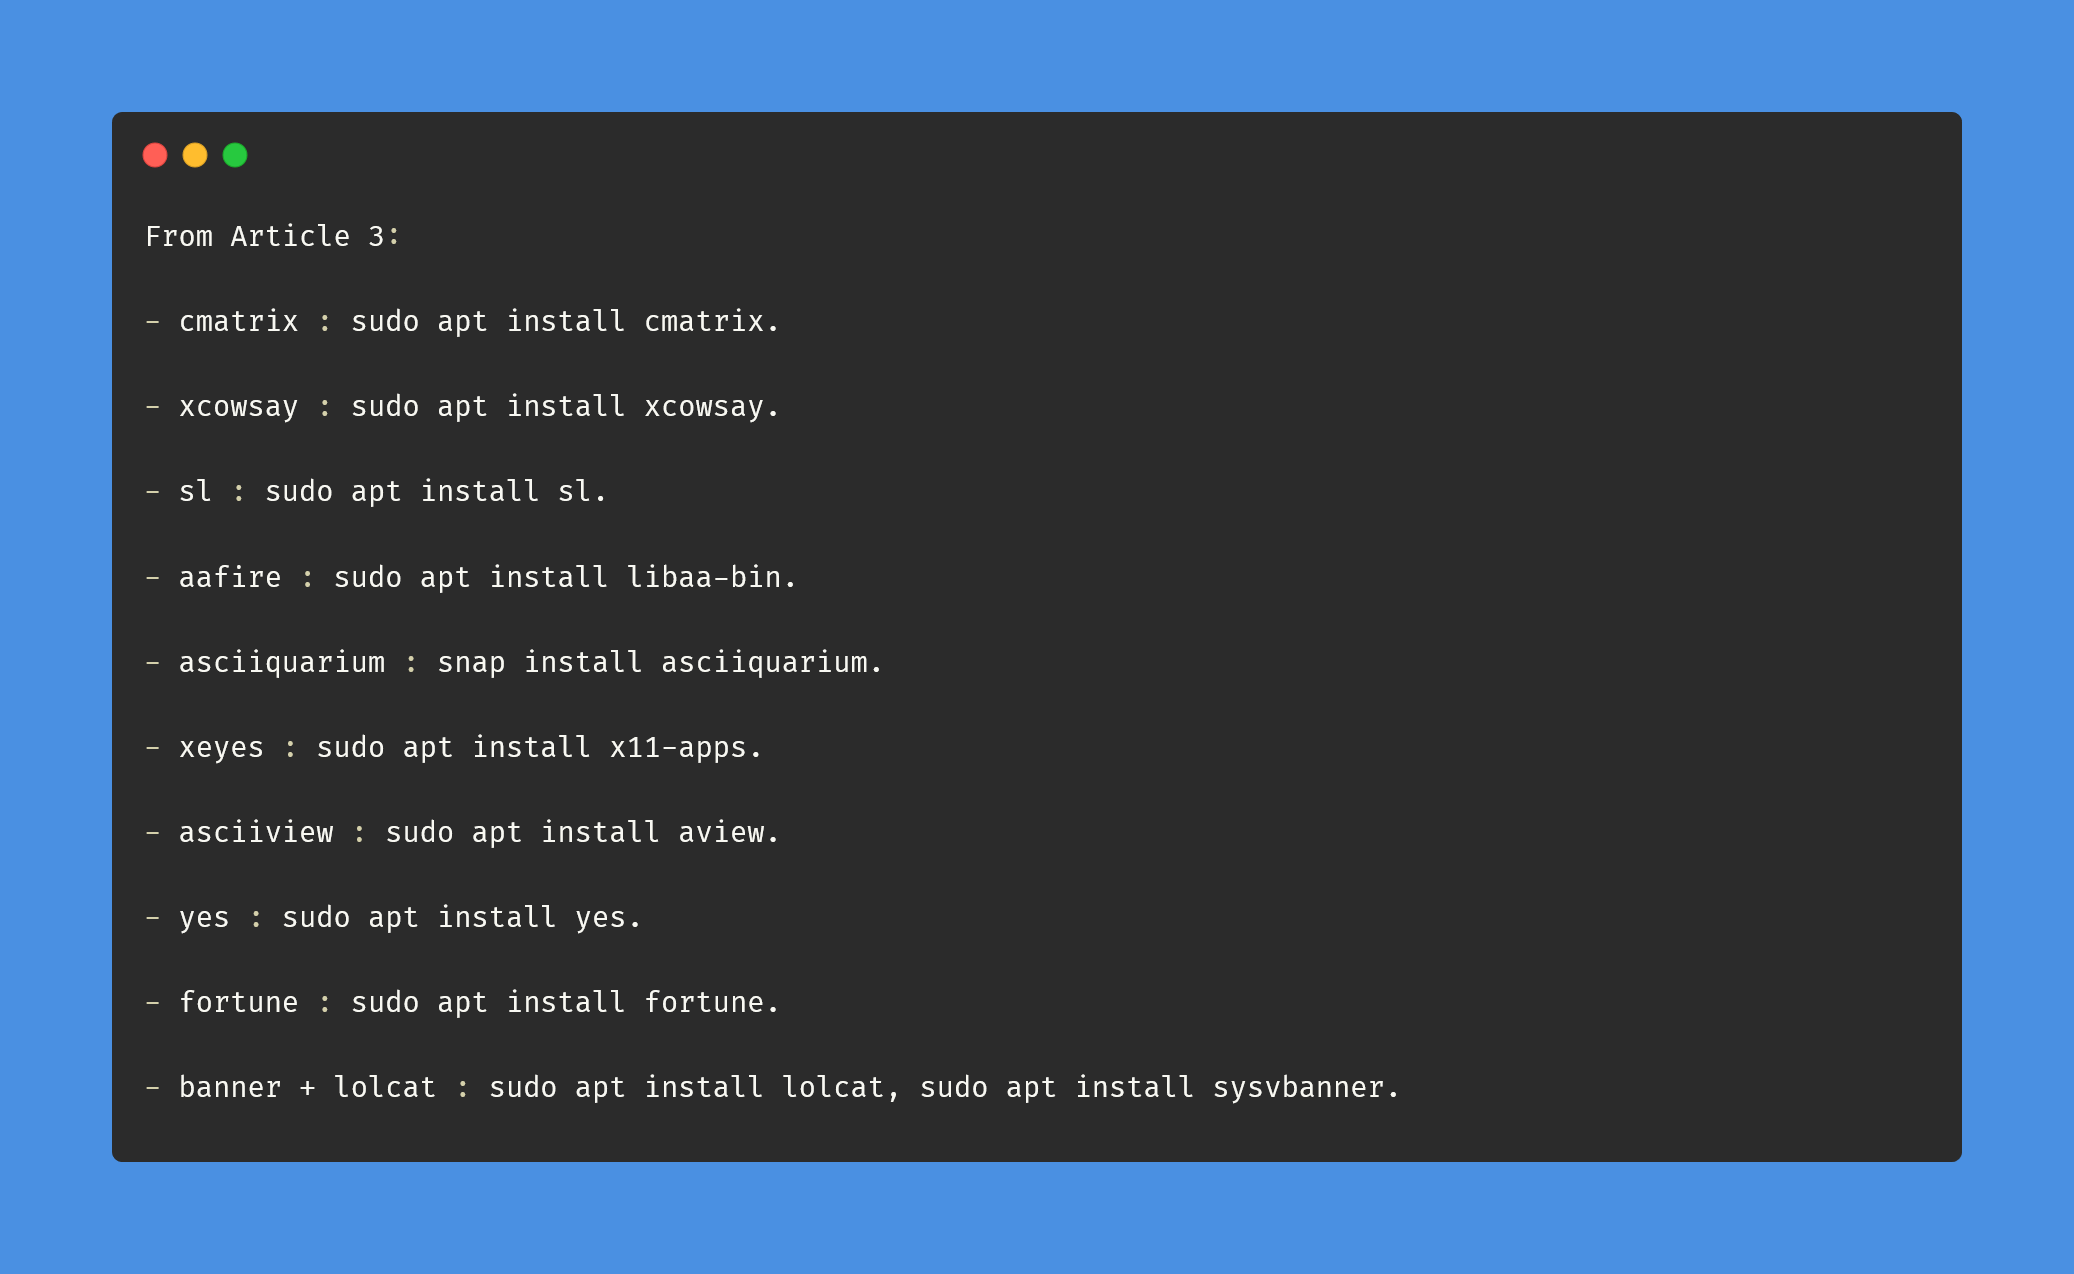 From Article 3:
- cmatrix : sudo apt install cmatrix.
- xcowsay : sudo apt install xcowsay.
- sl : sudo apt install sl.
- aafire : sudo apt install libaa-bin.
- asciiquarium : snap install asciiquarium.
- xeyes : sudo apt install x11-apps.
- asciiview : sudo apt install aview.
- yes : sudo apt install yes.
- fortune : sudo apt install fortune.
- banner + lolcat : sudo apt install lolcat, sudo apt install sysvbanner.